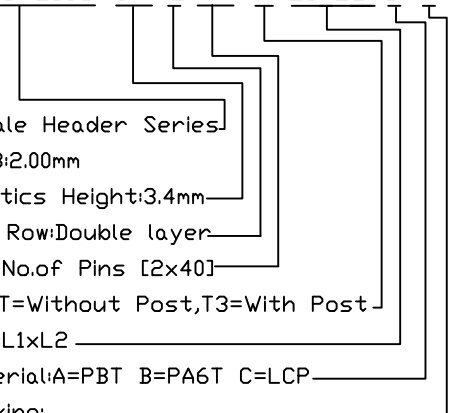 ale Header Series
3:2.00mm
tics Height:3.4mm
Row:Double layer
No.of Pins [2x40]
T=Without Post,T3=With Post
L1xL2
erial:A=PBT B=PA6T C=LCP